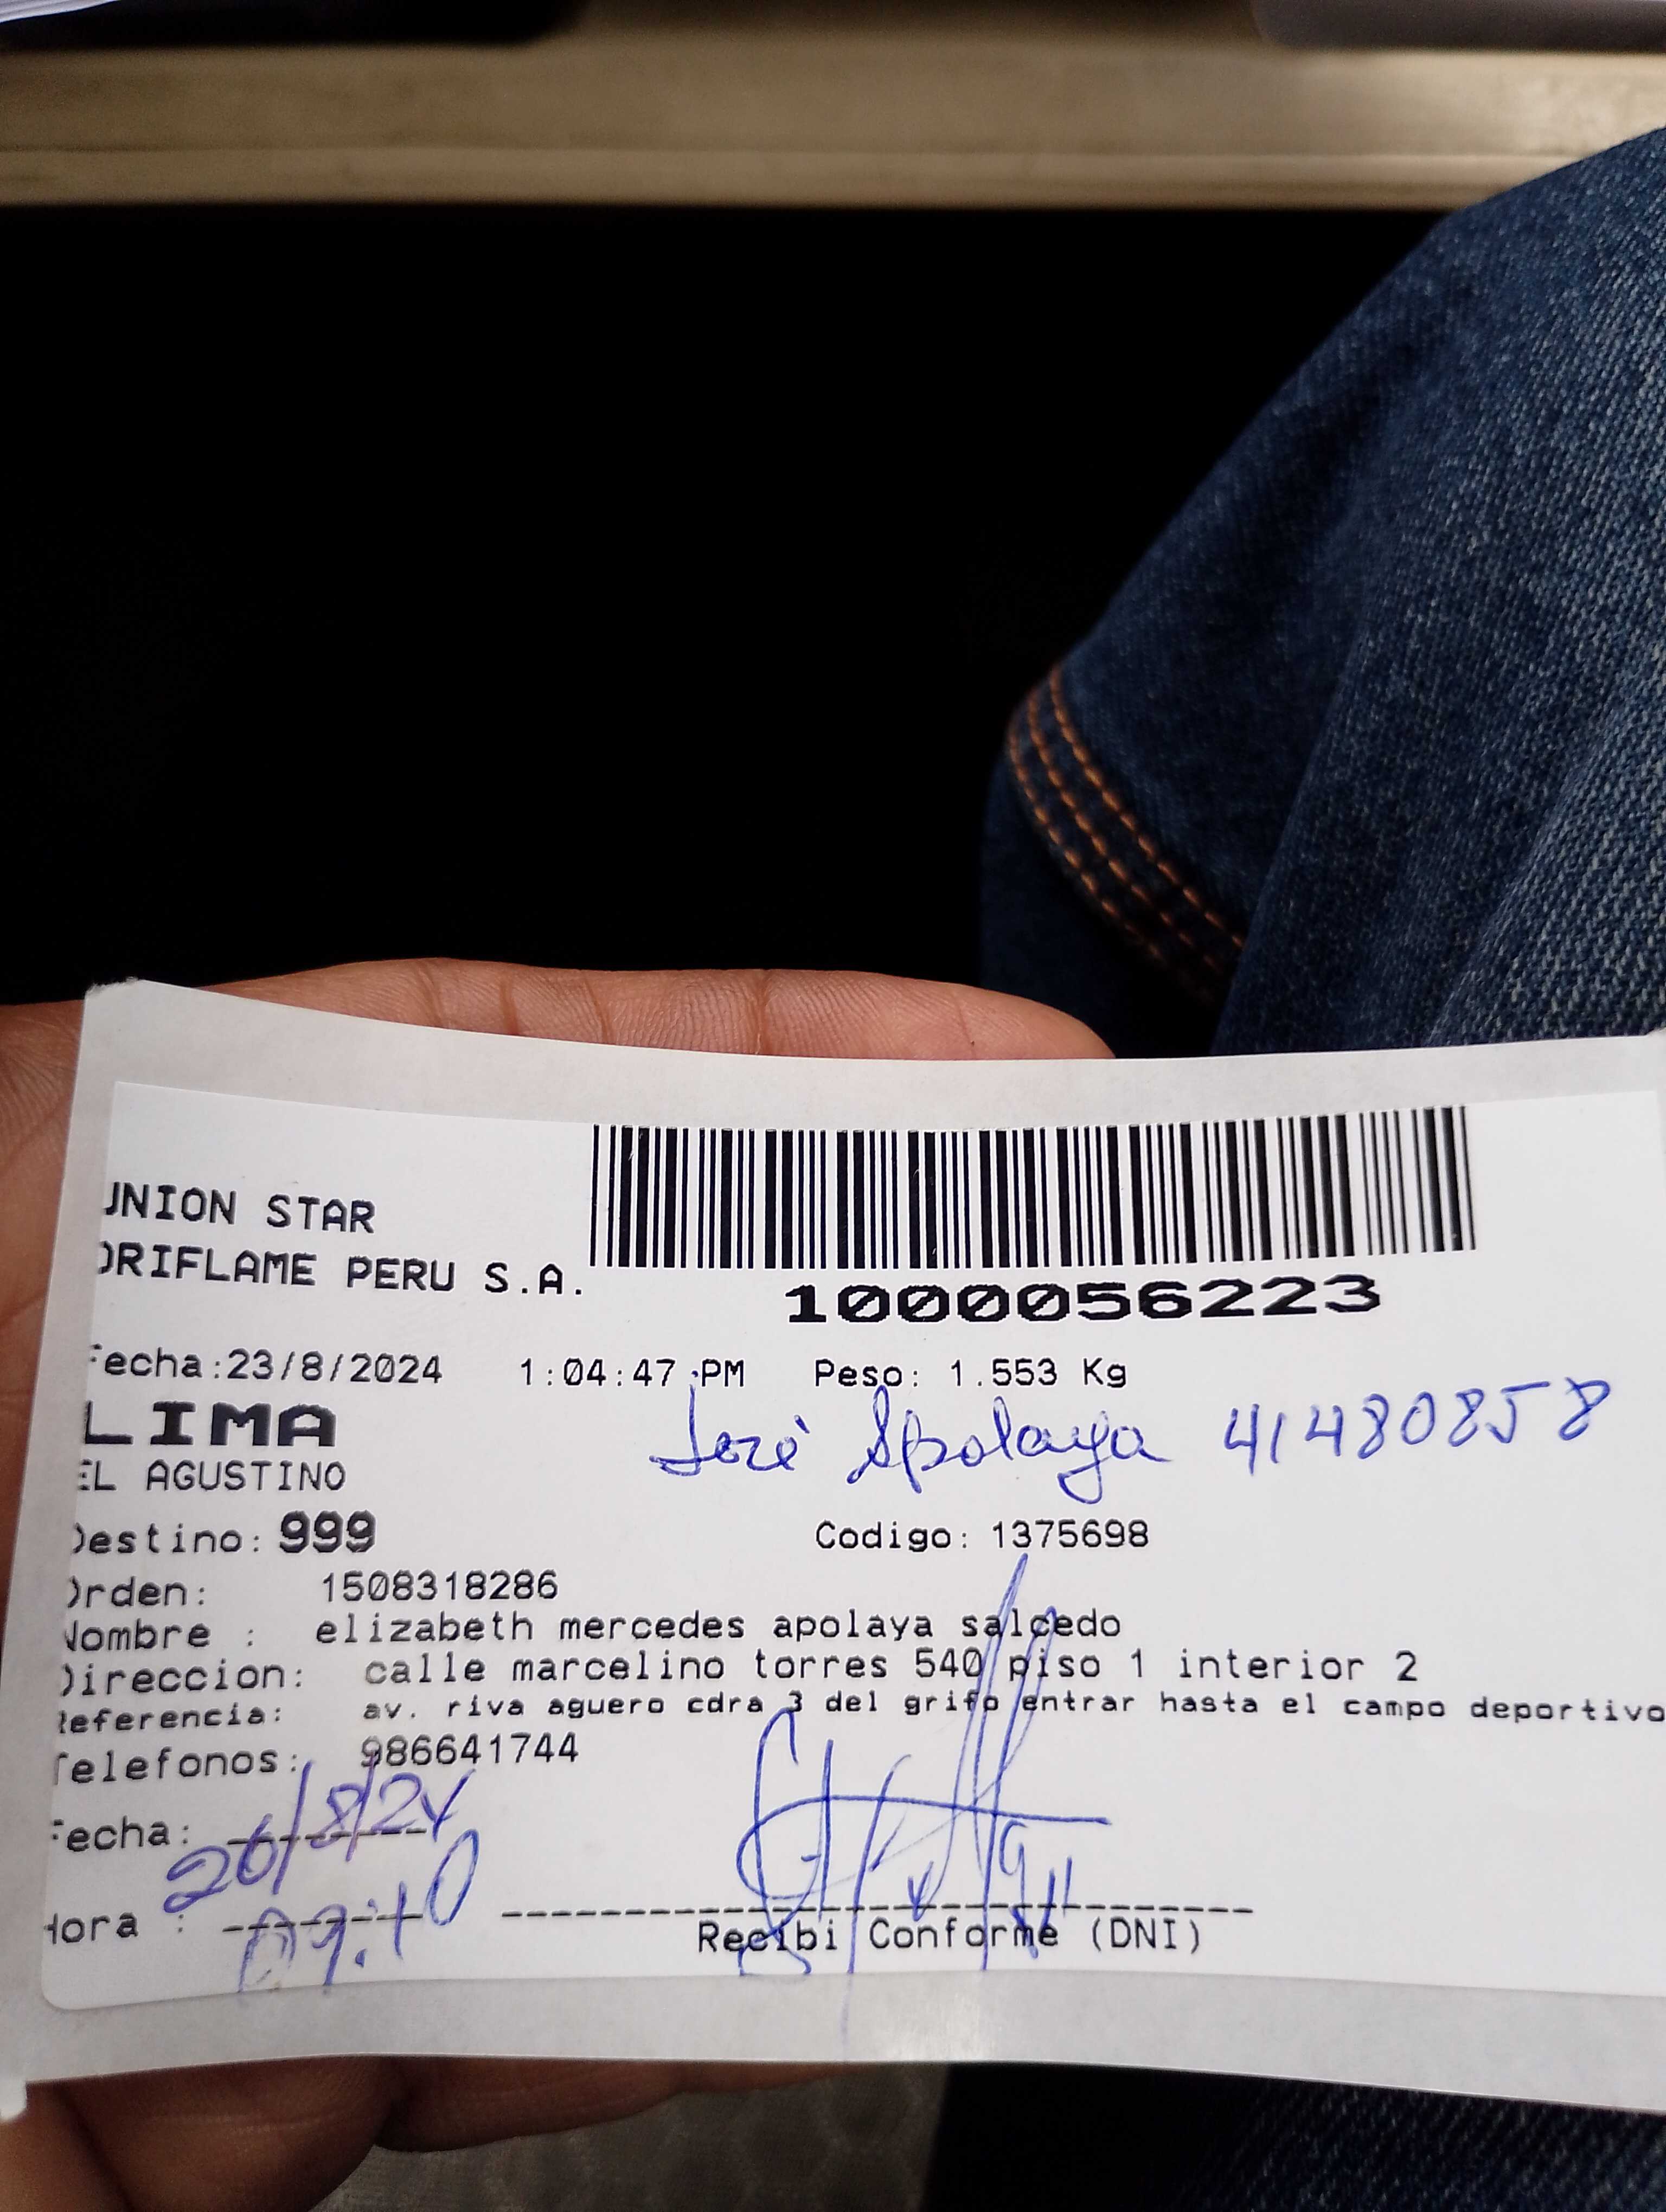 UNION STAR
ORIFLAME PERU S.A.
1000056223
Fecha:23/8/2024 1:04:47 PM Peso: 1.553 Kg
LIMA
José Apolaya 41480858
EL AGUSTINO
Destino: 999 Codigo: 1375698
Orden: 1508318286
Nombre : elizabeth mercedes apolaya salcedo
Direccion: calle marcelino torres 540 piso 1 interior 2
Referencia: av. riva aguero cdra 3 del grifo entrar hasta el campo deportivo
Telefonos: 986641744
Fecha: 26/8/24
Hora : 09:10
Recibi Conforme (DNI)